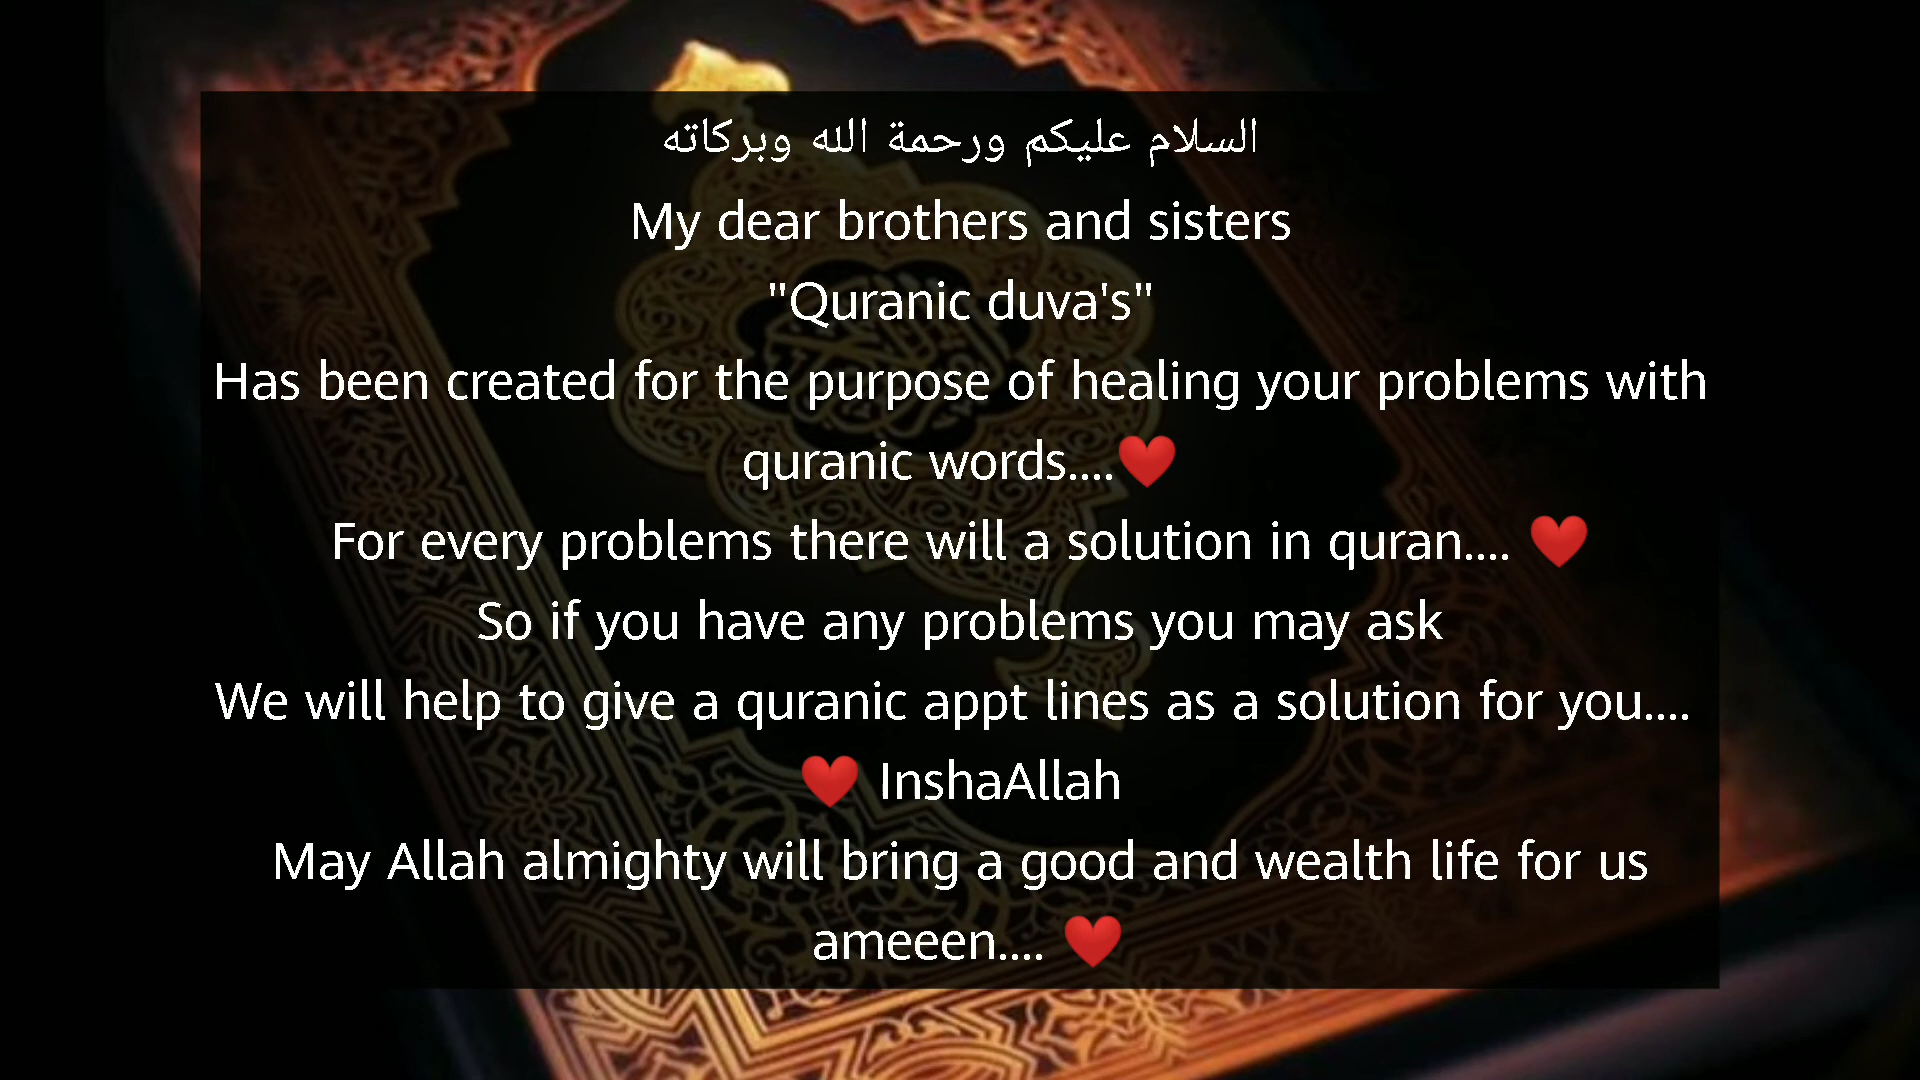 السلام عليكم ورحمة الله وبركاته
My dear brothers and sisters
"Quranic duva's"
Has been created for the purpose of healing your problems with
quranic words....❤️
For every problems there will a solution in quran.... ❤️
So if you have any problems you may ask
We will help to give a quranic appt lines as a solution for you....
❤️ InshaAllah
May Allah almighty will bring a good and wealth life for us
ameeen.... ❤️